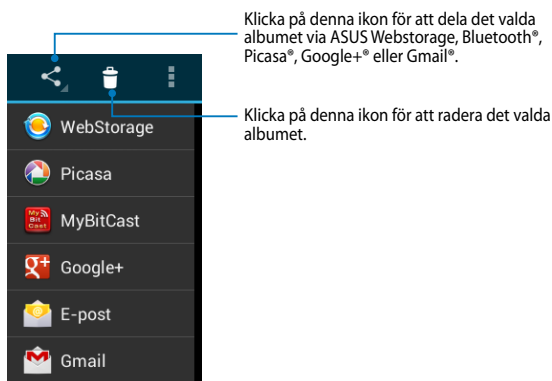 Klicka på denna ikon för att dela det valda
albumet via ASUS Webstorage, Bluetooth®,
Picasa®, Google+® eller Gmail®.
Klicka på denna ikon för att radera det valda
albumet.
WebStorage
Picasa
My
Bit
Cast
MyBitCast
g+
Google+
E-post
Gmail